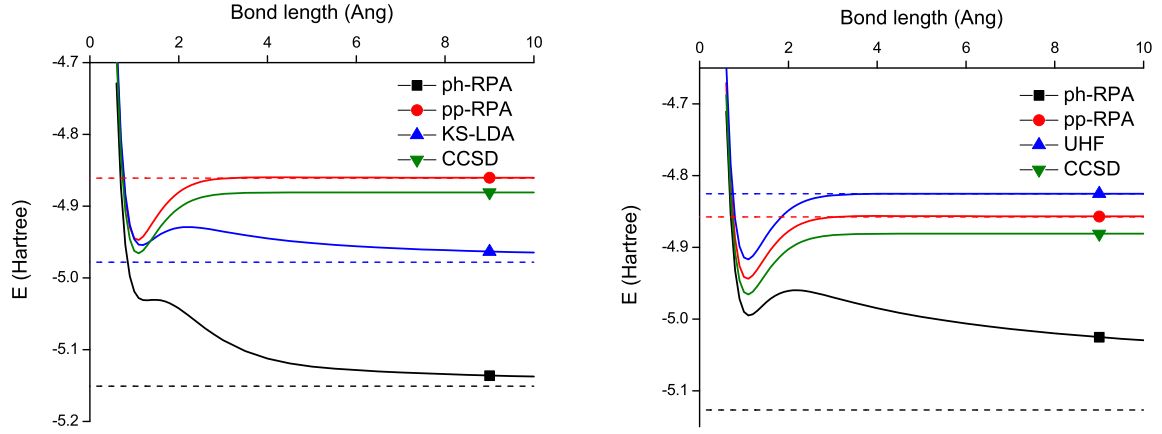 Bond length (Ang)
0 2 4 6 8 10
-4.7
-4.8
-4.9
-5.0
-5.1
-5.2
E (Hartree)
ph-RPA
pp-RPA
KS-LDA
CCSD
Bond length (Ang)
0 2 4 6 8 10
-4.7
-4.8
-4.9
-5.0
-5.1
E (Hartree)
ph-RPA
pp-RPA
UHF
CCSD